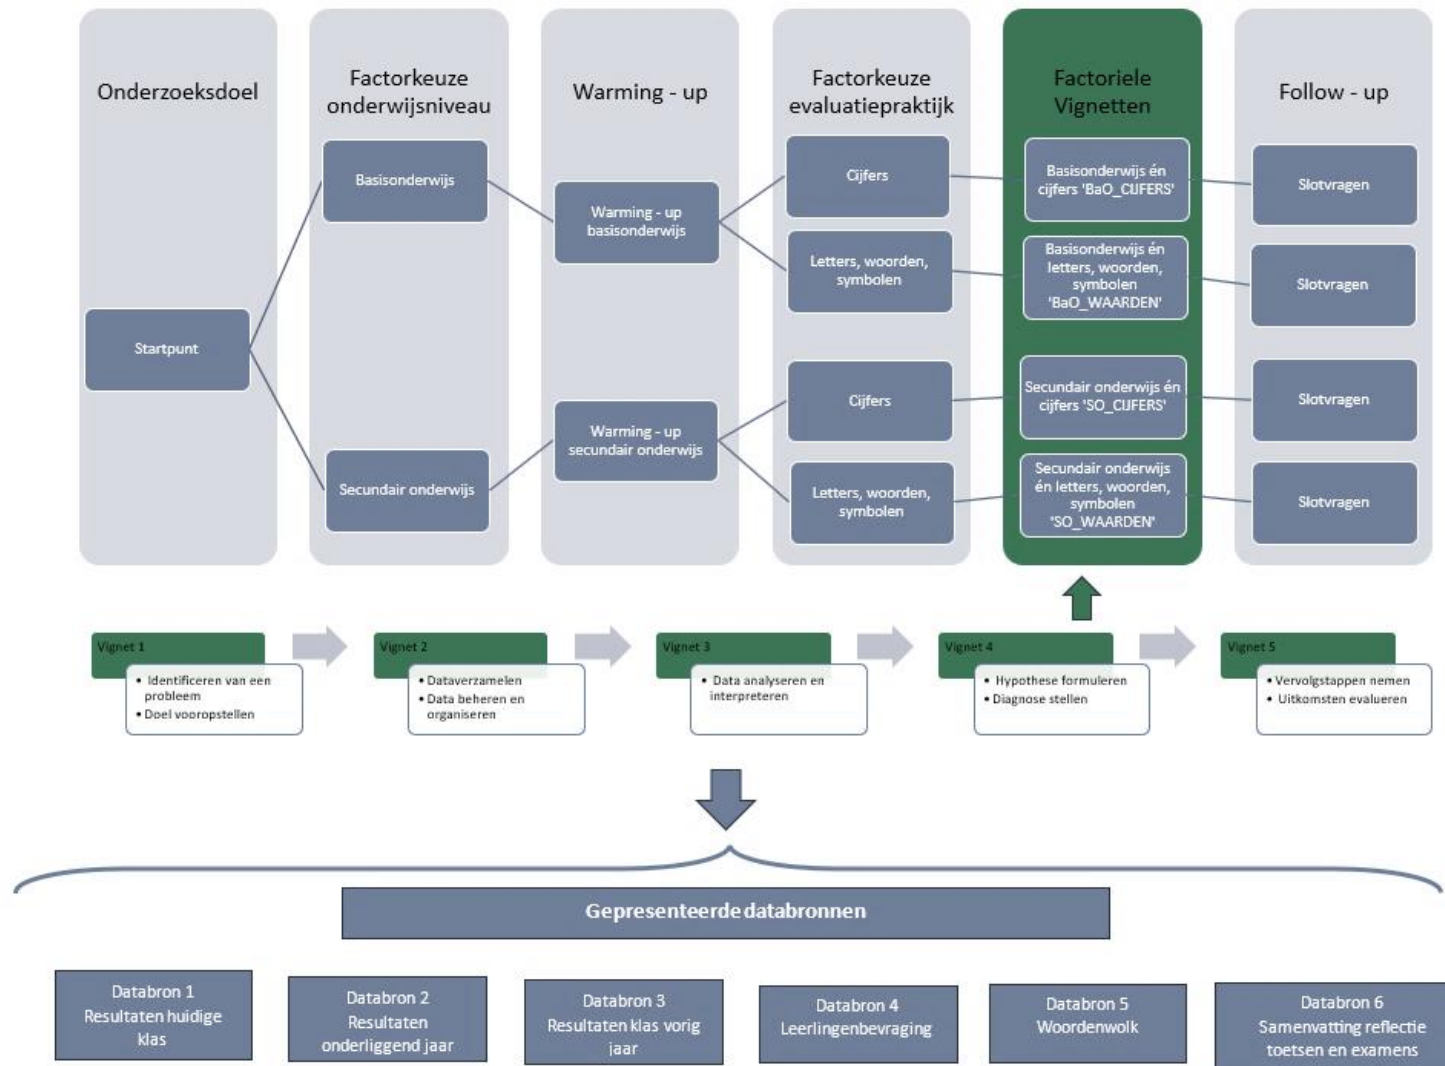 Onderzoeksdoel
Factorkeuze
onderwijsniveau
Warming - up
Factorkeuze
evaluatiepraktijk
Factoriele
Vignetten
Follow - up
Startpunt
Basisonderwijs
Secundair onderwijs
Warming - up
basisonderwijs
Warming - up
secundair onderwijs
Cijfers
Letters, woorden,
symbolen
Cijfers
Letters, woorden,
symbolen
Basisonderwijs én
cijfers 'BaO_CIJFERS'
Basisonderwijs én
letters, woorden,
symbolen
'BaO_WAARDEN'
Secundair onderwijs én
cijfers 'SO_CIJFERS'
Secundair onderwijs
én letters, woorden,
symbolen
'SO_WAARDEN'
Slotvragen
Slotvragen
Slotvragen
Slotvragen
Vignet 1
• Identificeren van een
probleem
• Doel vooropstellen
Vignet 2
• Dataverzamelen
• Data beheren en
organiseren
Vignet 3
• Data analyseren en
interpreteren
Vignet 4
• Hypothese formuleren
• Diagnose stellen
Vignet 5
• Vervolgstappen nemen
• Uitkomsten evalueren
Gepresenteerde databronnen
Databron 1
Resultaten huidige
klas
Databron 2
Resultaten
onderliggend jaar
Databron 3
Resultaten klas vorig
jaar
Databron 4
Leerlingenbevraging
Databron 5
Woordenwolk
Databron 6
Samenvatting reflectie
toetsen en examens